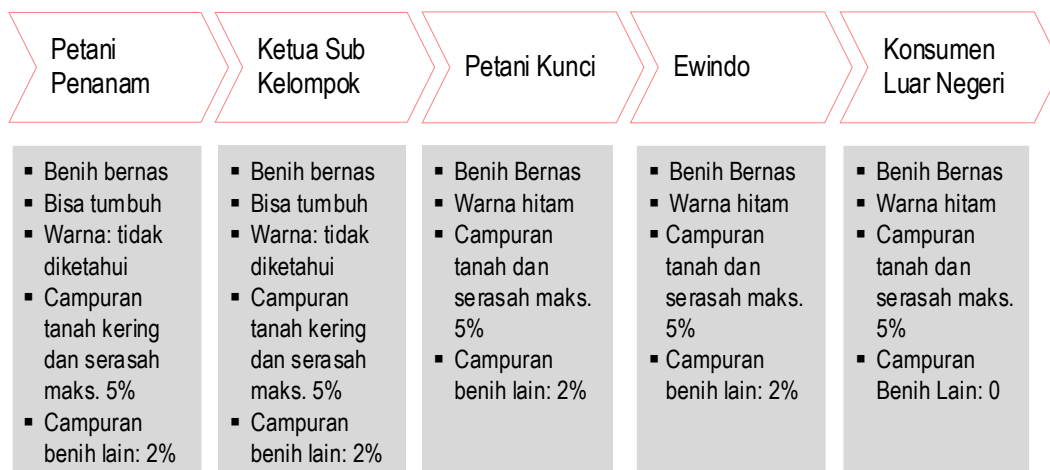 Petani
Penanam
Ketua Sub
Kelompok
Petani Kunci
Ewindo
Konsumen
Luar Negeri
▪ Benih bernas
▪ Bisa tumbuh
▪ Warna: tidak
diketahui
▪ Campuran
tanah kering
dan serasah
maks. 5%
▪ Campuran
benih lain: 2%
▪ Benih bernas
▪ Bisa tumbuh
▪ Warna: tidak
diketahui
▪ Campuran
tanah kering
dan serasah
maks. 5%
▪ Campuran
benih lain: 2%
▪ Benih Bernas
▪ Warna hitam
▪ Campuran
tanah dan
serasah maks.
5%
▪ Campuran
benih lain: 2%
▪ Benih Bernas
▪ Warna hitam
▪ Campuran
tanah dan
serasah maks.
5%
▪ Campuran
benih lain: 2%
▪ Benih Bernas
▪ Warna hitam
▪ Campuran
tanah dan
serasah maks.
5%
▪ Campuran
Benih Lain: 0